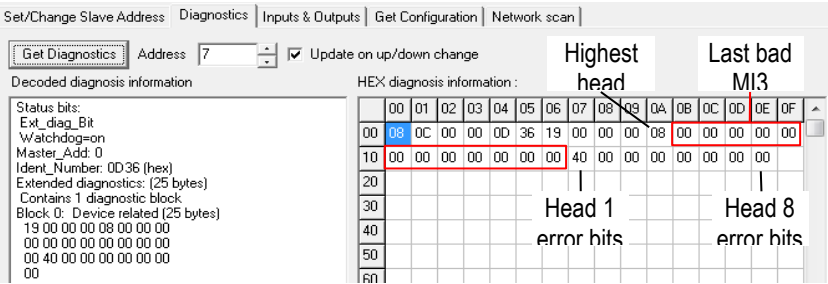 Set/Change Slave Address Diagnostics Inputs & Outputs Get Configuration Network scan
Get Diagnostics Address 7 Update on up/down change
Highest head
Last bad MI3
Decoded diagnosis information
HEX diagnosis information :
Status bits:
Ext_diag_Bit
Watchdog=on
Master_Add: 0
Ident_Number: 0D36 (hex)
Extended diagnostics: (25 bytes)
Contains 1 diagnostic block
Block 0: Device related (25 bytes)
19 00 00 00 08 00 00 00
00 00 00 00 00 00 00 00
00 40 00 00 00 00 00 00
00
00 01 02 03 04 05 06 07 08 09 0A 0B 0C 0D 0E 0F
00 08 0C 00 00 0D 36 19 00 00 00 08 00 00 00 00 00
10 00 00 00 00 00 00 00 40 00 00 00 00 00 00 00
20
30
40
50
60
Head 1 error bits
Head 8 error bits